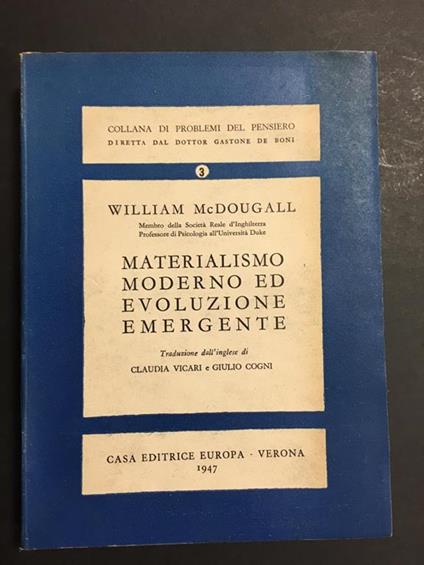 COLLANA DI PROBLEMI DEL PENSIERO
DIRETTA DAL DOTTOR GASTONE DE BONI
3
WILLIAM McDOUGALL
Membro della Società Reale d'Inghilterra
Professore di Psicologia all'Università Duke
MATERIALISMO
MODERNO ED
EVOLUZIONE
EMERGENTE
Traduzione dall'inglese di
CLAUDIA VICARI e GIULIO COGNI
CASA EDITRICE EUROPA - VERONA
1947